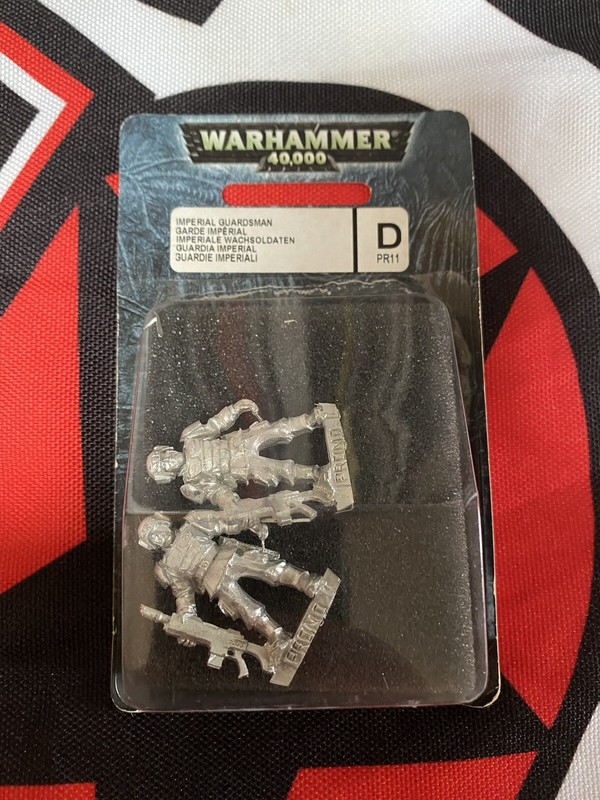 WARHAMMER®
40,000
IMPERIAL GUARDSMAN
GARDE IMPÉRIAL
IMPERIALE WACHSOLDATEN
GUARDIA IMPERIAL
GUARDIE IMPERIALI
D
PR11